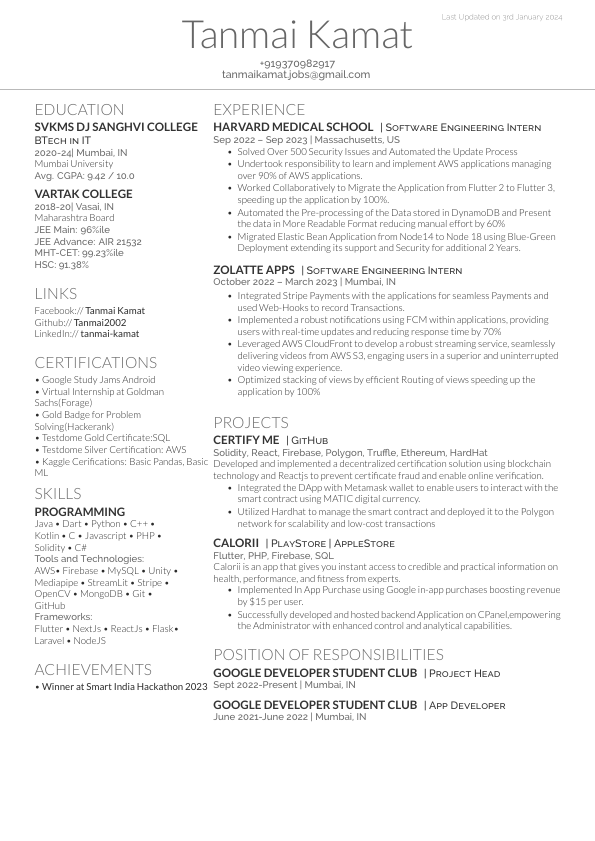 Last Updated on 3rd January 2024
Tanmai Kamat
+919370982917
tanmaikamat.jobs@gmail.com
EDUCATION
SVKMS DJ SANGHVI COLLEGE
BTech in IT
2020-24| Mumbai, IN
Mumbai University
Avg. CGPA: 9.42 / 10.0
VARTAK COLLEGE
2018-20| Vasai, IN
Maharashtra Board
JEE Main: 96%ile
JEE Advance: AIR 21532
MHT-CET: 99.23%ile
HSC: 91.38%
LINKS
Facebook:// Tanmai Kamat
Github:// Tanmai2002
LinkedIn:// tanmai-kamat
CERTIFICATIONS
• Google Study Jams Android
• Virtual Internship at Goldman
Sachs(Forage)
• Gold Badge for Problem
Solving(Hackerank)
• Testdome Gold Certificate:SQL
• Testdome Silver Certification: AWS
• Kaggle Cerifications: Basic Pandas, Basic
ML
SKILLS
PROGRAMMING
Java • Dart • Python • C++ •
Kotlin • C • Javascript • PHP •
Solidity • C#
Tools and Technologies:
AWS• Firebase • MySQL • Unity •
Mediapipe • StreamLit • Stripe •
OpenCV • MongoDB • Git •
GitHub
Frameworks:
Flutter • NextJs • ReactJs • Flask•
Laravel • NodeJS
ACHIEVEMENTS
• Winner at Smart India Hackathon 2023
EXPERIENCE
HARVARD MEDICAL SCHOOL | Software Engineering Intern
Sep 2022 – Sep 2023 | Massachusetts, US
• Solved Over 500 Security Issues and Automated the Update Process
• Undertook responsibility to learn and implement AWS applications managing
over 90% of AWS applications.
• Worked Collaboratively to Migrate the Application from Flutter 2 to Flutter 3,
speeding up the application by 100%.
• Automated the Pre-processing of the Data stored in DynamoDB and Present
the data in More Readable Format reducing manual effort by 60%
• Migrated Elastic Bean Application from Node14 to Node 18 using Blue-Green
Deployment extending its support and Security for additional 2 Years.
ZOLATTE APPS | Software Engineering Intern
October 2022 – March 2023 | Mumbai, IN
• Integrated Stripe Payments with the applications for seamless Payments and
used Web-Hooks to record Transactions.
• Implemented a robust notifications using FCM within applications, providing
users with real-time updates and reducing response time by 70%
• Leveraged AWS CloudFront to develop a robust streaming service, seamlessly
delivering videos from AWS S3, engaging users in a superior and uninterrupted
video viewing experience.
• Optimized stacking of views by efficient Routing of views speeding up the
application by 100%
PROJECTS
CERTIFY ME | GitHub
Solidity, React, Firebase, Polygon, Truffle, Ethereum, HardHat
Developed and implemented a decentralized certification solution using blockchain
technology and Reactjs to prevent certificate fraud and enable online verification.
• Integrated the DApp with Metamask wallet to enable users to interact with the
smart contract using MATIC digital currency.
• Utilized Hardhat to manage the smart contract and deployed it to the Polygon
network for scalability and low-cost transactions
CALORII | PlayStore | AppleStore
Flutter, PHP, Firebase, SQL
Calorii is an app that gives you instant access to credible and practical information on
health, performance, and fitness from experts.
• Implemented In App Purchase using Google in-app purchases boosting revenue
by $15 per user.
• Successfully developed and hosted backend Application on CPanel,empowering
the Administrator with enhanced control and analytical capabilities.
POSITION OF RESPONSIBILITIES
GOOGLE DEVELOPER STUDENT CLUB | Project Head
Sept 2022-Present | Mumbai, IN
GOOGLE DEVELOPER STUDENT CLUB | App Developer
June 2021-June 2022 | Mumbai, IN